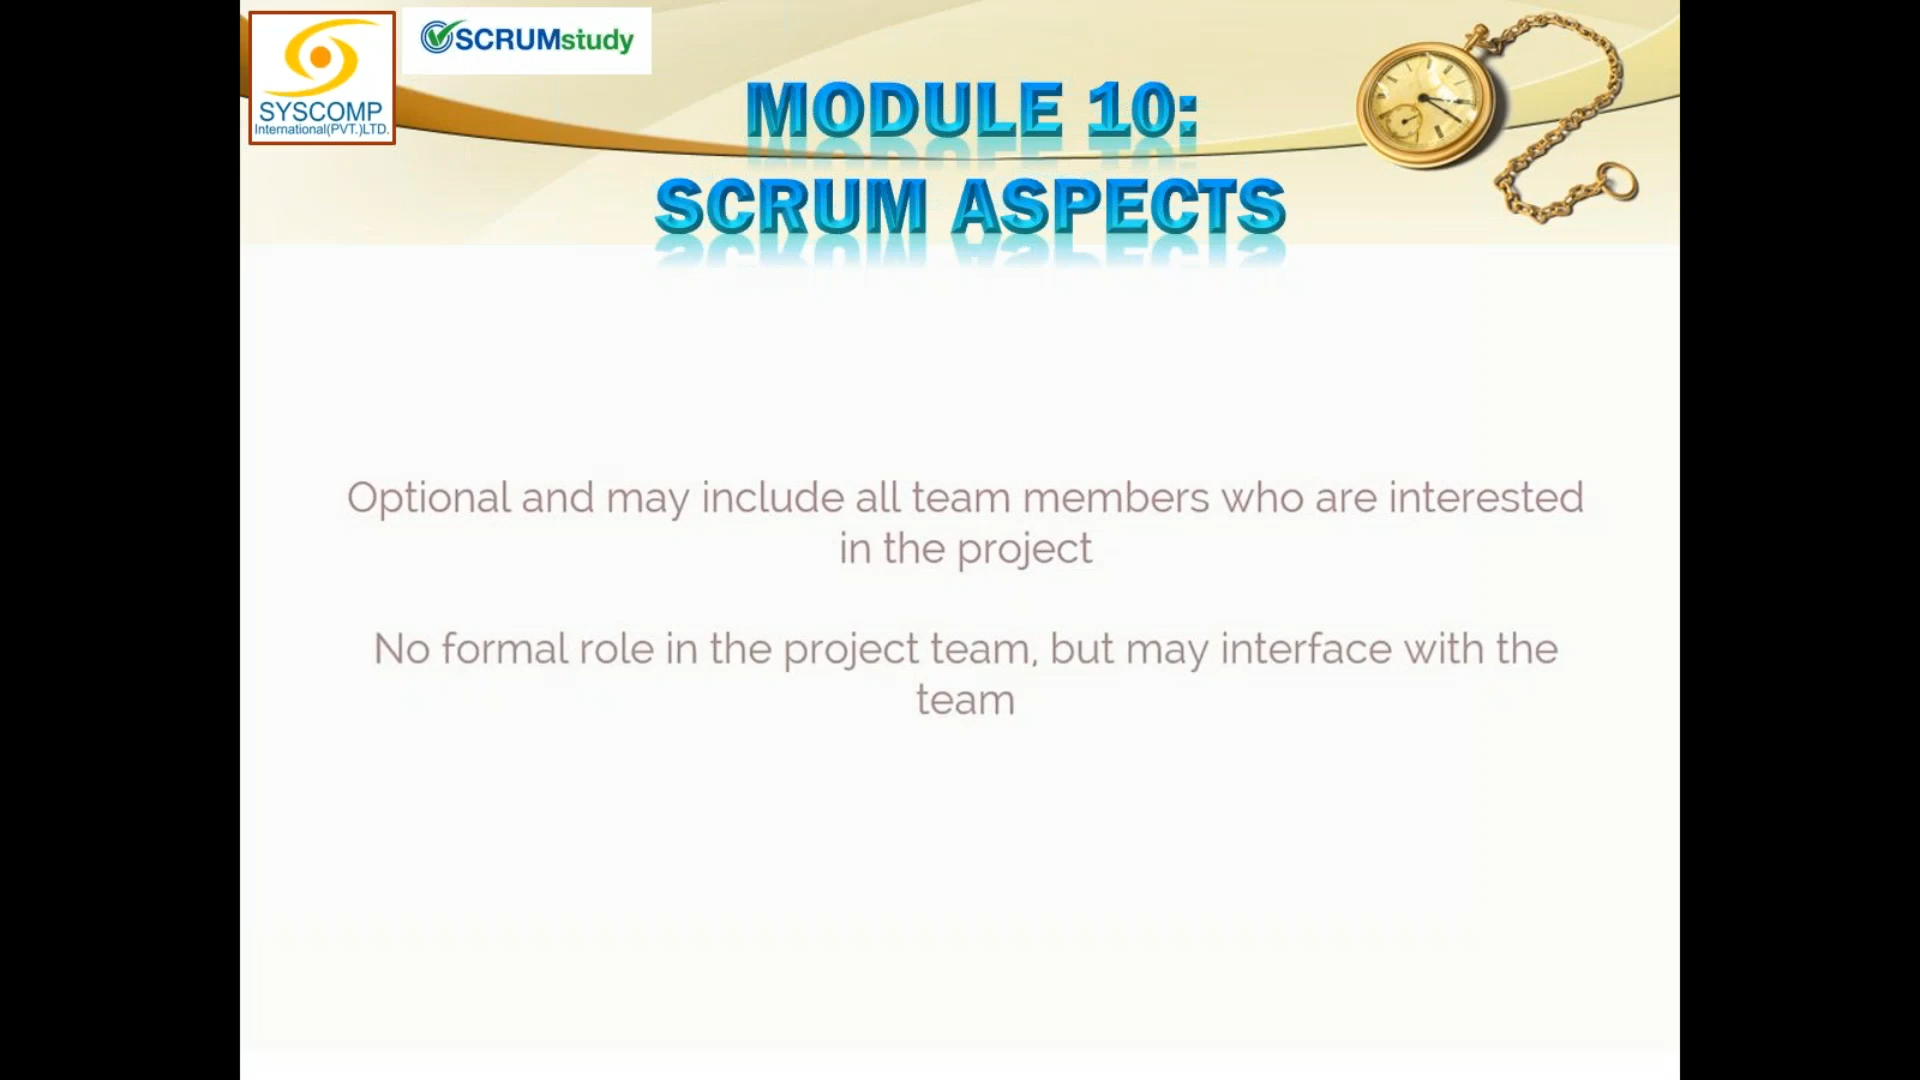 SYSCOMP
International(PVT.)LTD.
SCRUMstudy
MODULE 10:
SCRUM ASPECTS
Optional and may include all team members who are interested
in the project
No formal role in the project team, but may interface with the
team